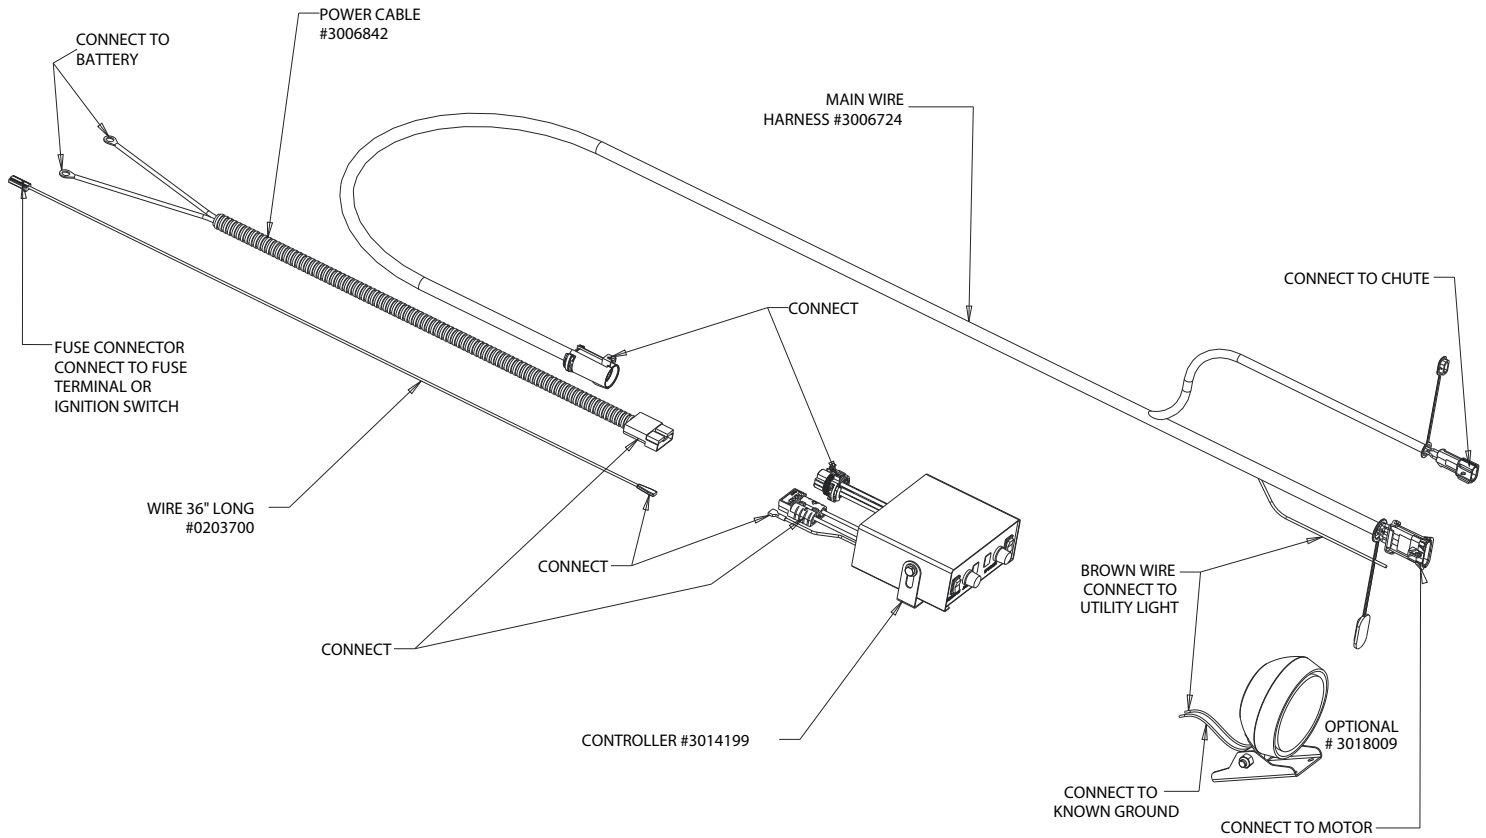 POWER CABLE
#3006842
CONNECT TO
BATTERY
MAIN WIRE
HARNESS #3006724
CONNECT TO CHUTE
CONNECT
FUSE CONNECTOR
CONNECT TO FUSE
TERMINAL OR
IGNITION SWITCH
WIRE 36" LONG
#0203700
CONNECT
BROWN WIRE
CONNECT TO
UTILITY LIGHT
CONNECT
CONTROLLER #3014199
OPTIONAL
# 3018009
CONNECT TO
KNOWN GROUND
CONNECT TO MOTOR